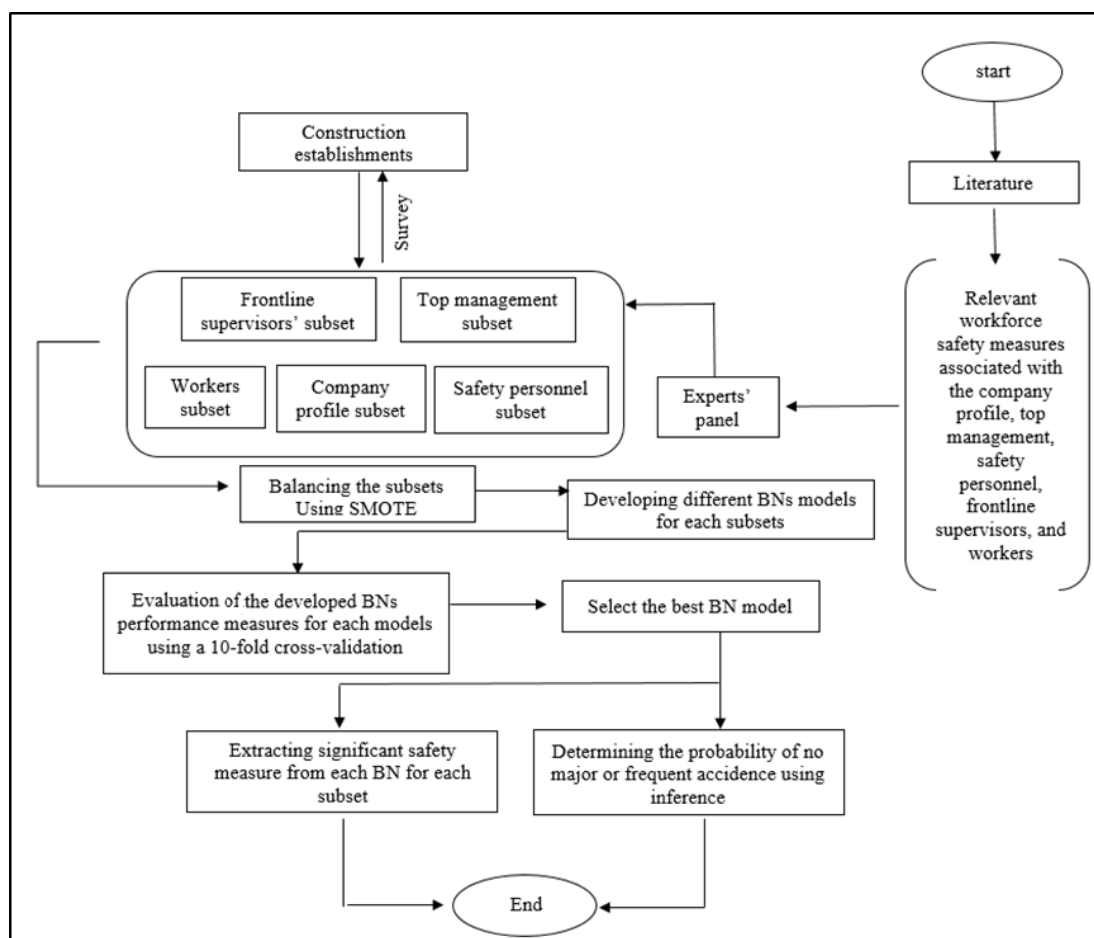 start
Literature
Relevant
workforce
safety measures
associated with
the company
profile, top
management,
safety
personnel,
frontline
supervisors, and
workers
Experts'
panel
Construction
establishments
Survey
Frontline
supervisors' subset
Top management
subset
Workers
subset
Company
profile subset
Safety personnel
subset
Balancing the subsets
Using SMOTE
Developing different BNs models
for each subsets
Evaluation of the developed BNs
performance measures for each models
using a 10-fold cross-validation
Select the best BN model
Extracting significant safety
measure from each BN for each
subset
Determining the probability of no
major or frequent accidence using
inference
End